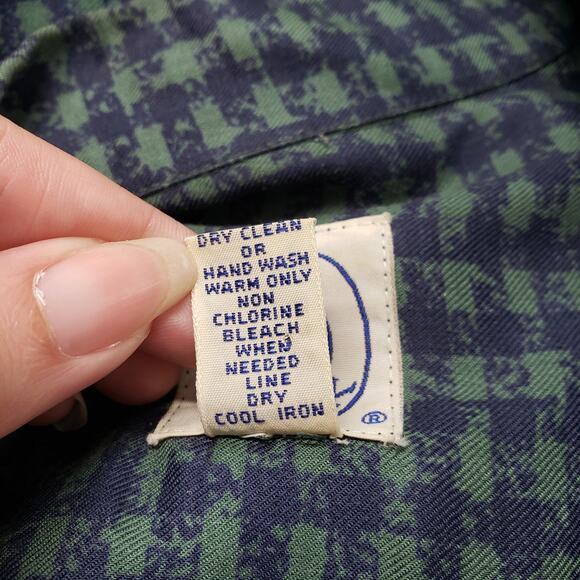 DRY CLEAN
OR
HAND WASH
WARM ONLY
NON
CHLORINE
BLEACH
WHEN
NEEDED
LINE
DRY
COOL IRON
®